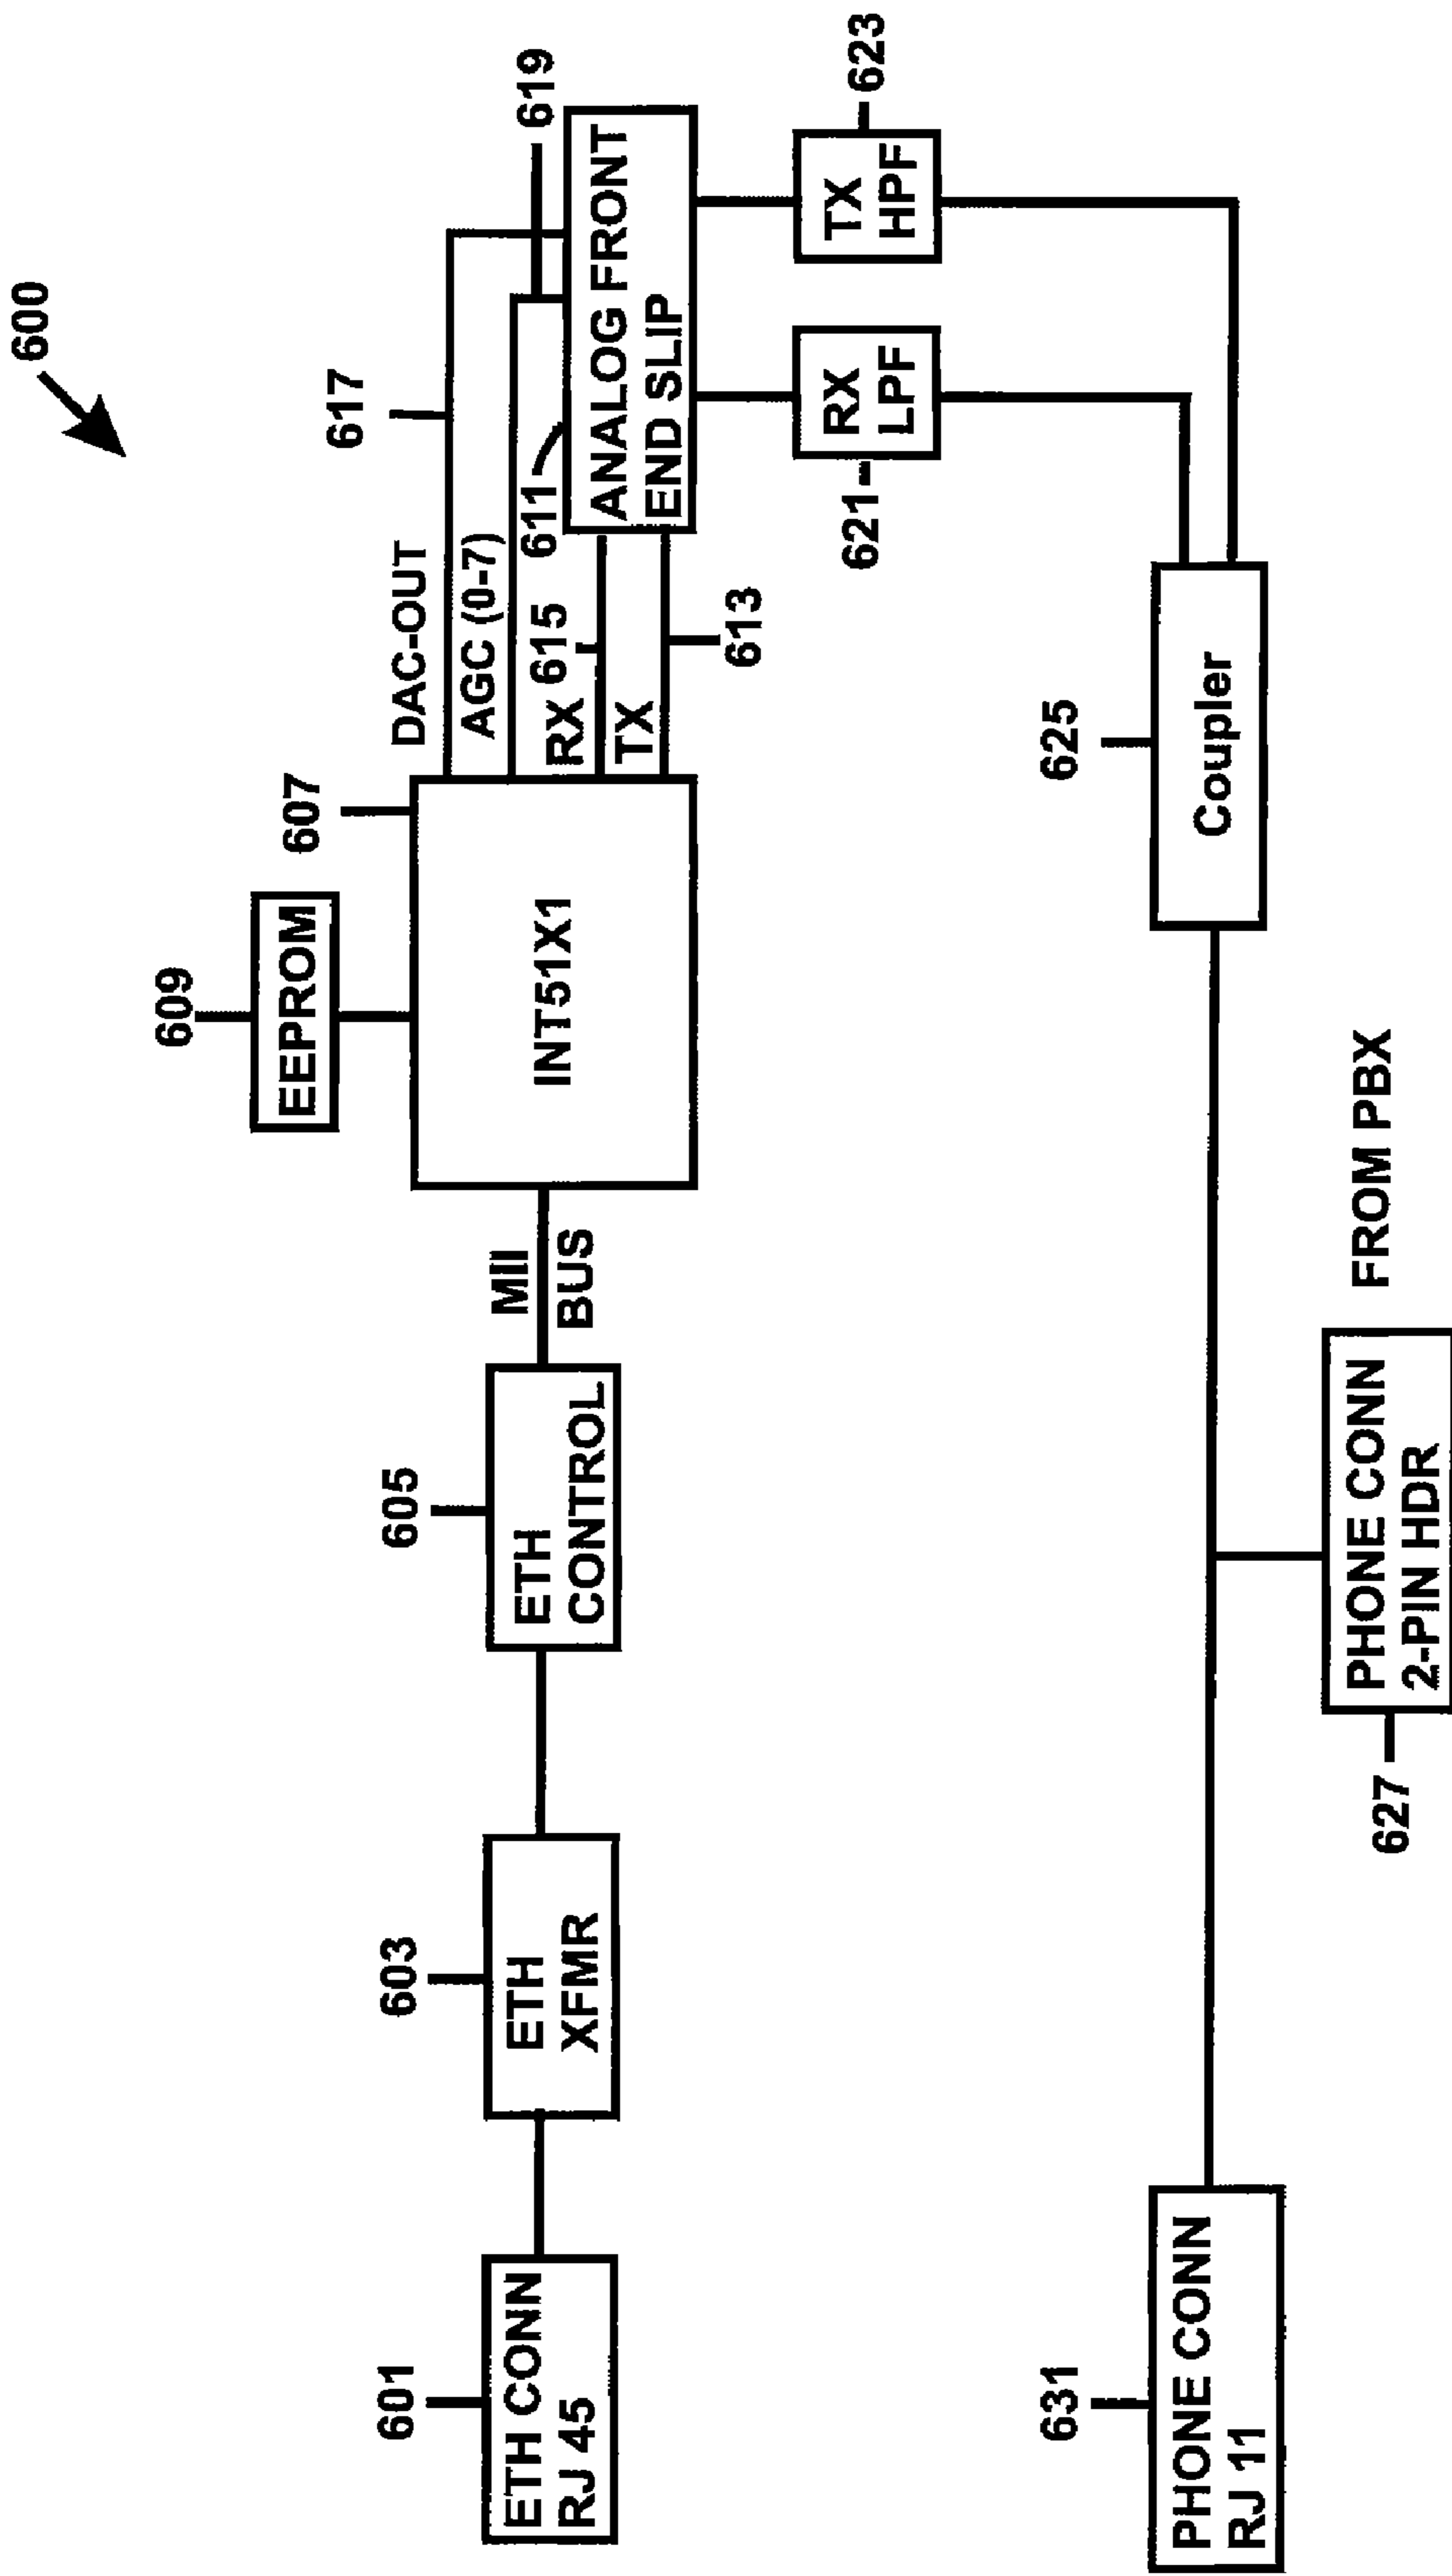 600
609
EEPROM
607
617
619
DAC-OUT
AGC (0-7)
611
601
603
605
ETH CONN
RJ 45
ETH
XFMR
ETH
CONTROL
MII
BUS
INT51X1
RX
615
TX
613
ANALOG FRONT
END SLIP
621
RX
LPF
TX
HPF
623
631
625
PHONE CONN
RJ 11
Coupler
627
PHONE CONN
2-PIN HDR
FROM PBX